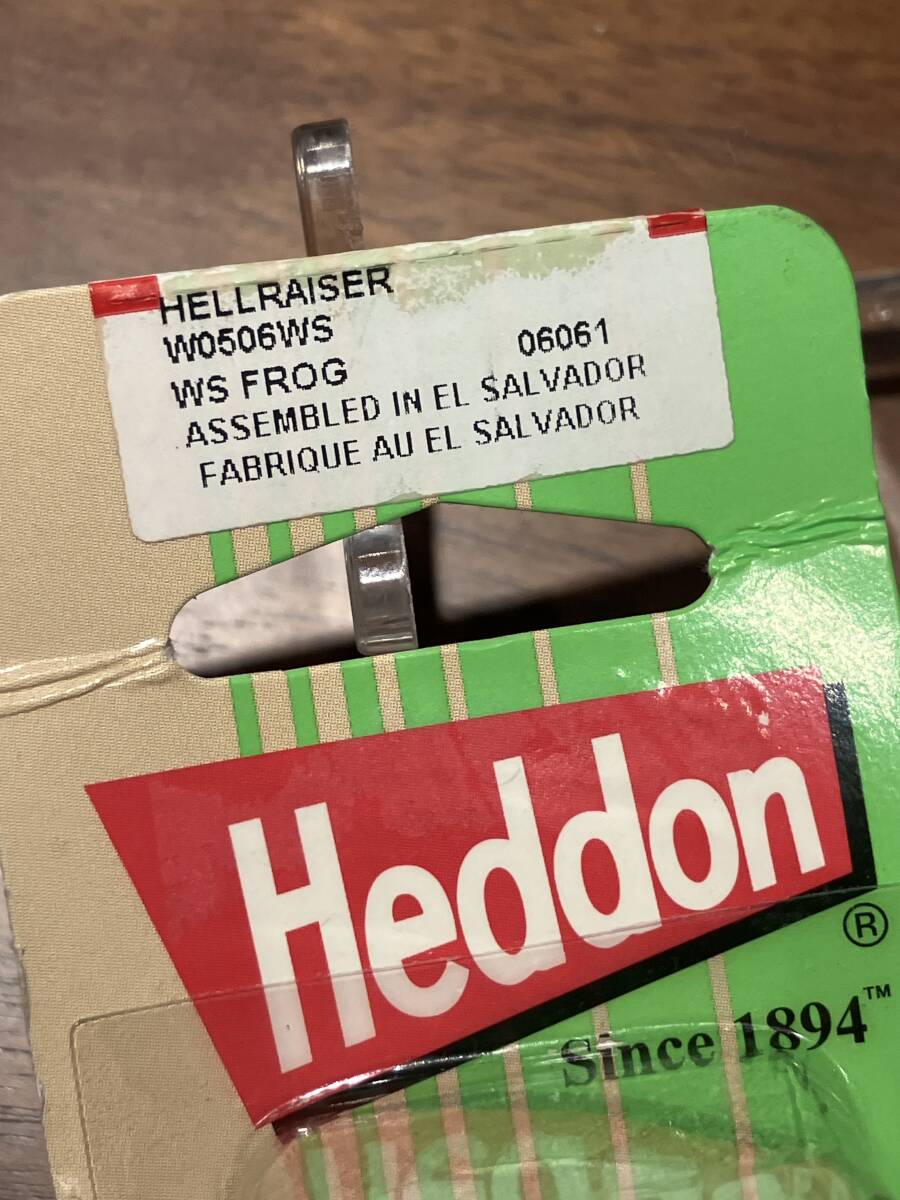 HELLRAISER
W0506WS
WS FROG 06061
ASSEMBLED IN EL SALVADOR
FABRIQUE AU EL SALVADOR
Heddon®
Since 1894™